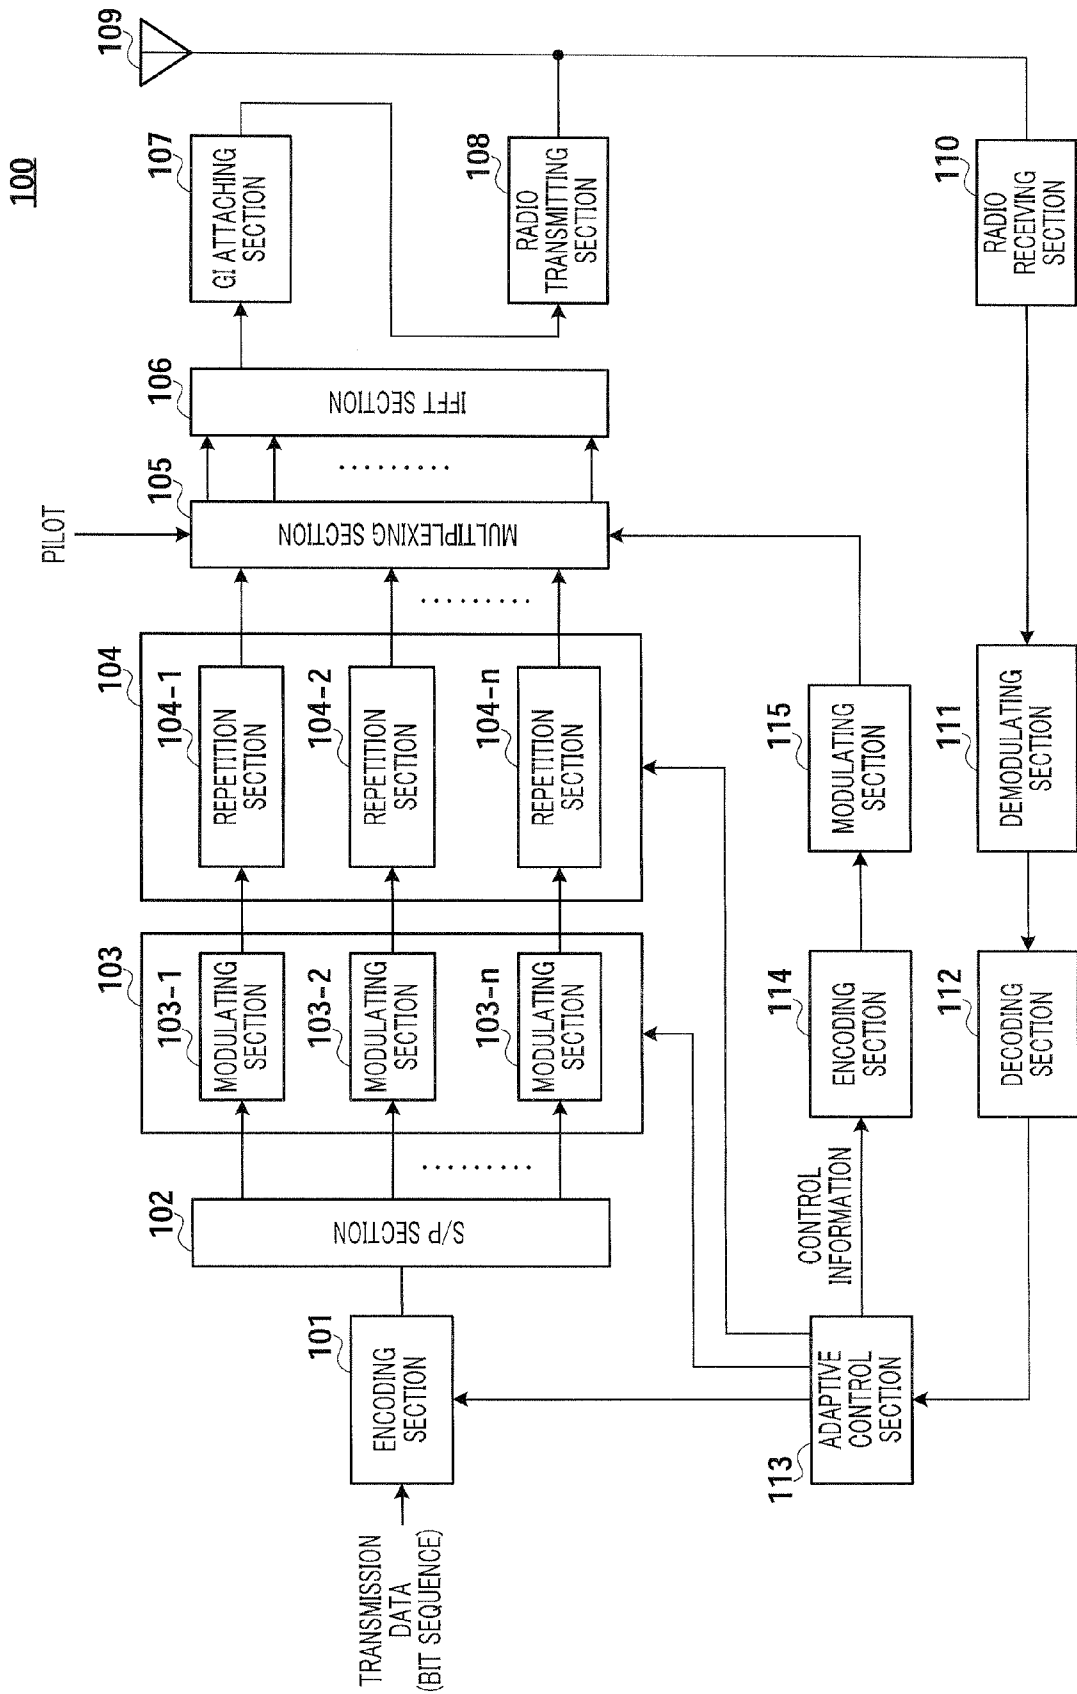 100
TRANSMISSION
DATA
(BIT SEQUENCE)
101
ENCODING
SECTION
102
S/P SECTION
103
103-1
MODULATING
SECTION
103-2
MODULATING
SECTION
103-n
MODULATING
SECTION
.........
104
104-1
REPETITION
SECTION
104-2
REPETITION
SECTION
104-n
REPETITION
SECTION
.........
PILOT
105
MULTIPLEXING SECTION
.........
106
IFFT SECTION
107
GI ATTACHING
SECTION
108
RADIO
TRANSMITTING
SECTION
109
113
ADAPTIVE
CONTROL
SECTION
CONTROL
INFORMATION
114
ENCODING
SECTION
115
MODULATING
SECTION
112
DECODING
SECTION
111
DEMODULATING
SECTION
110
RADIO
RECEIVING
SECTION